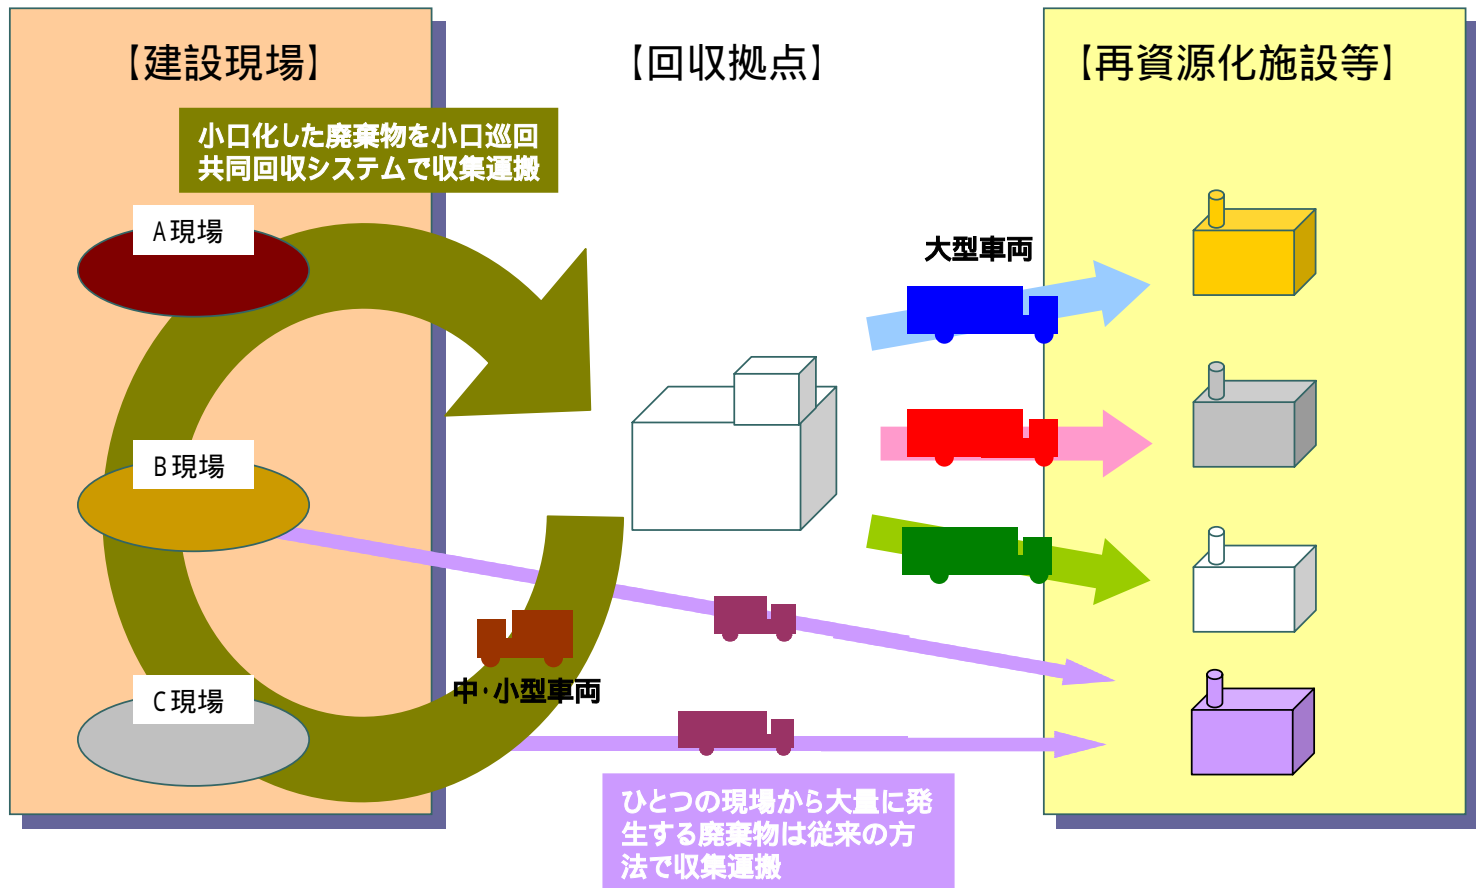 【建設現場】
【回収拠点】
【再資源化施設等】
小口化した廃棄物を小口巡回
共同回収システムで収集運搬
A現場
大型車両
B現場
C現場
中・小型車両
ひとつの現場から大量に発
生する廃棄物は従来の方
法で収集運搬